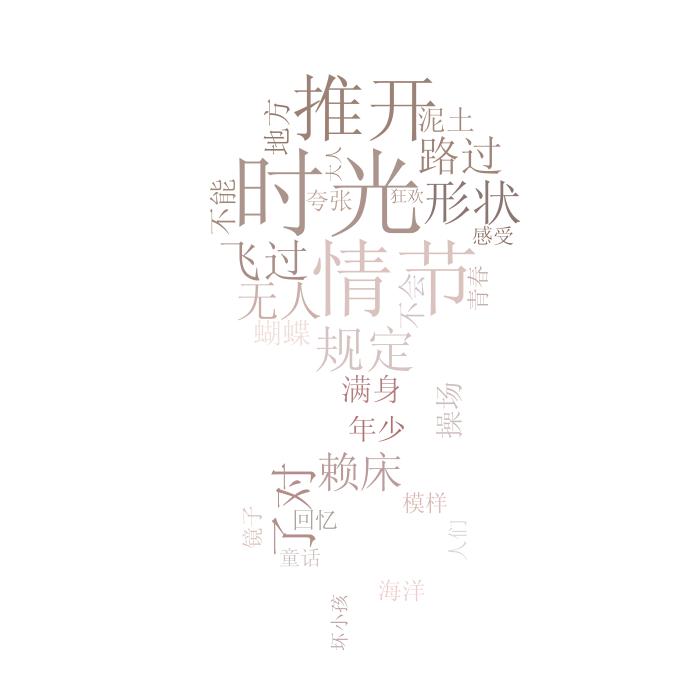 推开
地方
泥土
大人
路过
时光
不能
夸张
狂欢
形状
感受
飞过
情节
青春
无人
不会
蝴蝶
规定
满身
操场
年少
赖床
对了
模样
回忆
镜子
人们
童话
海洋
坏小孩